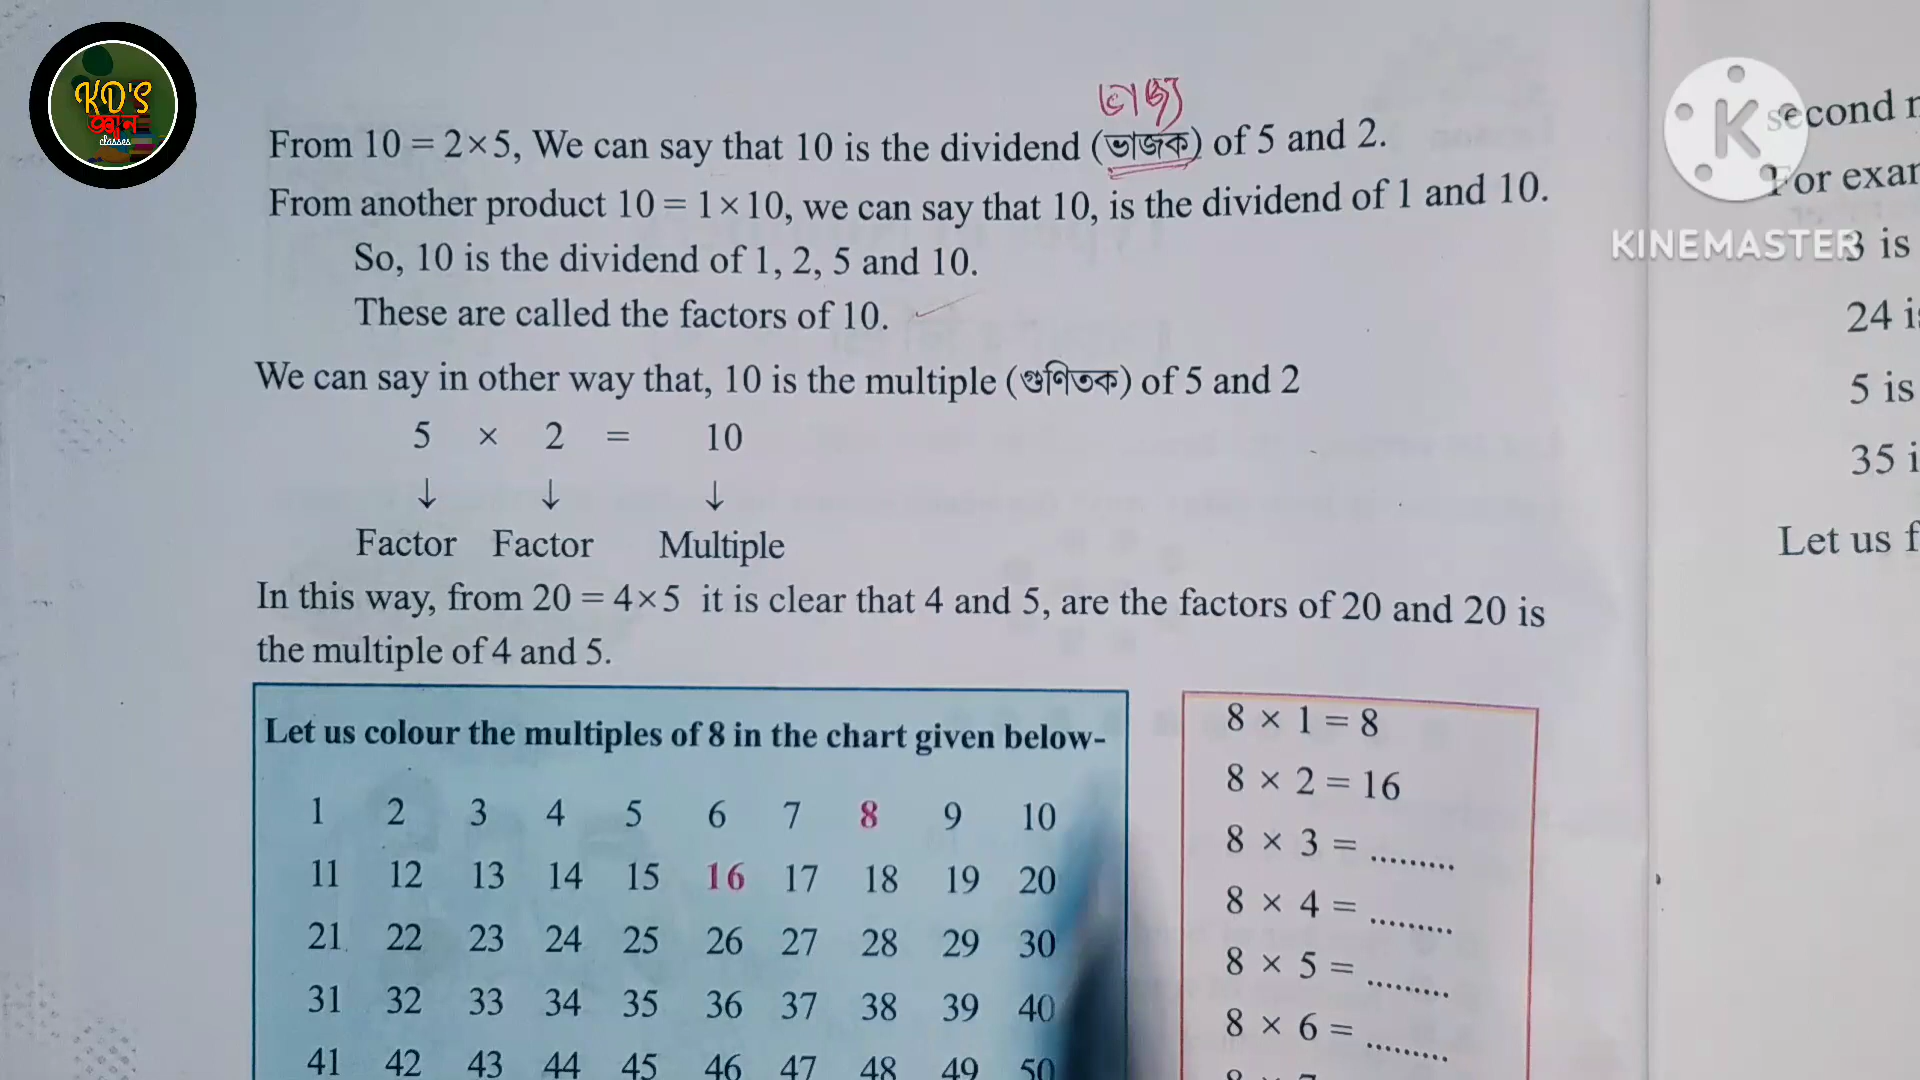 KD'S
জ্ঞান
classes
ভাজ্য
From 10 = 2×5, We can say that 10 is the dividend (ভাজক) of 5 and 2.
From another product 10 = 1×10, we can say that 10, is the dividend of 1 and 10.
So, 10 is the dividend of 1, 2, 5 and 10.
These are called the factors of 10.
We can say in other way that, 10 is the multiple (গুণিতক) of 5 and 2
5 × 2 = 10
↓ ↓ ↓
Factor Factor Multiple
In this way, from 20 = 4×5 it is clear that 4 and 5, are the factors of 20 and 20 is
the multiple of 4 and 5.
Let us colour the multiples of 8 in the chart given below-
1 2 3 4 5 6 7 8 9 10
11 12 13 14 15 16 17 18 19 20
21 22 23 24 25 26 27 28 29 30
31 32 33 34 35 36 37 38 39 40
41 42 43 44 45 46 47 48 49 50
8 × 1 = 8
8 × 2 = 16
8 × 3 = .........
8 × 4 = .........
8 × 5 = .........
8 × 6 = .........
K
KINEMASTER
second
For
3 is
24
5 is
35
Let us